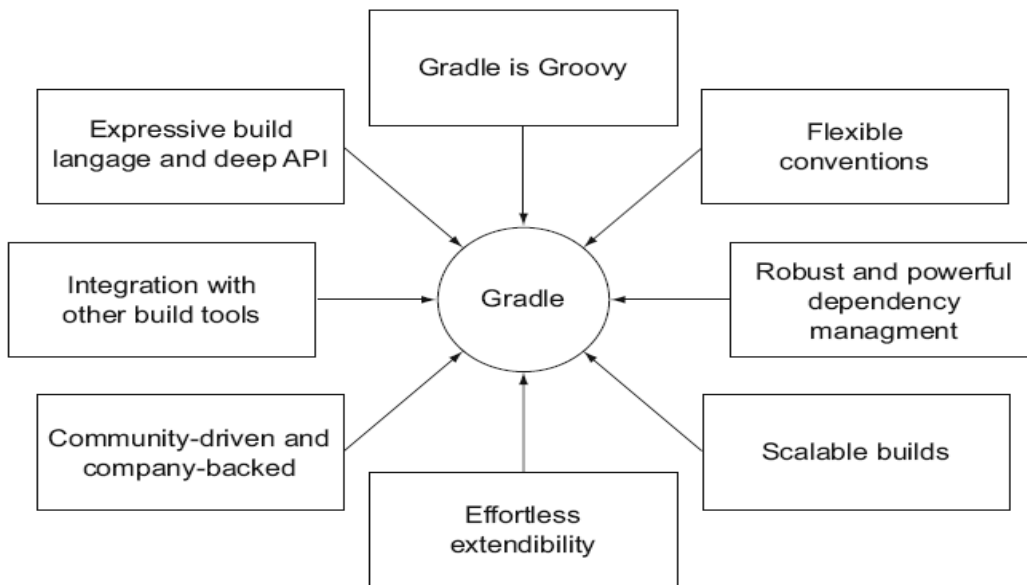 Gradle is Groovy
Expressive build
langage and deep API
Flexible
conventions
Integration with
other build tools
Gradle
Robust and powerful
dependency
managment
Community-driven and
company-backed
Scalable builds
Effortless
extendibility